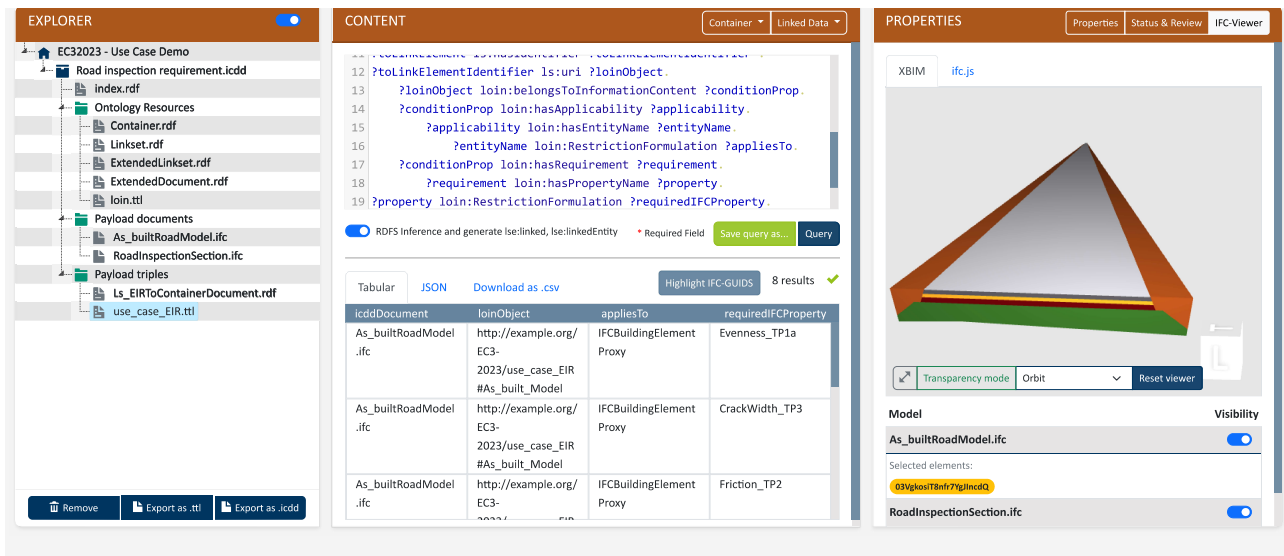 EXPLORER
EC32023 - Use Case Demo
Road inspection requirement.icdd
index.rdf
Ontology Resources
Container.rdf
Linkset.rdf
ExtendedLinkset.rdf
ExtendedDocument.rdf
loin.ttl
Payload documents
As_builtRoadModel.ifc
RoadInspectionSection.ifc
Payload triples
Ls_EIRToContainerDocument.rdf
use_case_EIR.ttl
Remove
Export as .ttl
Export as .icdd
CONTENT
Container
Linked Data
12 ?toLinkElementIdentifier ls:uri ?loinObject.
13 ?loinObject loin:belongsToInformationContent ?conditionProp.
14 ?conditionProp loin:hasApplicability ?applicability.
15 ?applicability loin:hasEntityName ?entityName.
16 ?entityName loin:RestrictionFormulation ?appliesTo.
17 ?conditionProp loin:hasRequirement ?requirement.
18 ?requirement loin:hasPropertyName ?property.
19 ?property loin:RestrictionFormulation ?requiredIFCProperty.
RDFS Inference and generate lse:linked, lse:linkedEntity
* Required Field
Save query as...
Query
Tabular
JSON
Download as .csv
Highlight IFC-GUIDS
8 results
icddDocument loinObject appliesTo requiredIFCProperty
As_builtRoadModel http://example.org/ IFCBuildingElement Evenness_TP1a
.ifc EC3- Proxy
2023/use_case_EIR
#As_built_Model
As_builtRoadModel http://example.org/ IFCBuildingElement CrackWidth_TP3
.ifc EC3- Proxy
2023/use_case_EIR
#As_built_Model
As_builtRoadModel http://example.org/ IFCBuildingElement Friction_TP2
.ifc EC3- Proxy
2023/use_case_EIR
PROPERTIES
Properties
Status & Review
IFC-Viewer
XBIM
ifc.js
L
Transparency mode
Orbit
Reset viewer
Model Visibility
As_builtRoadModel.ifc
Selected elements:
RoadInspectionSection.ifc